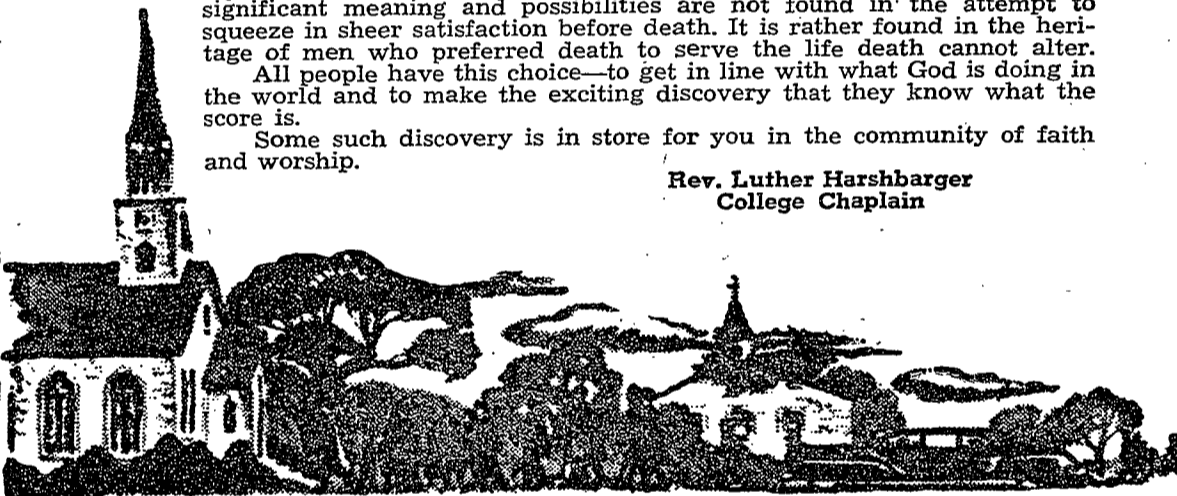 significant meaning and possibilities are not found in the attempt to
squeeze in sheer satisfaction before death. It is rather found in the heri-
tage of men who preferred death to serve the life death cannot alter.
All people have this choice—to get in line with what God is doing in
the world and to make the exciting discovery that they know what the
score is.
Some such discovery is in store for you in the community of faith
and worship.
Rev. Luther Harshbarger
College Chaplain